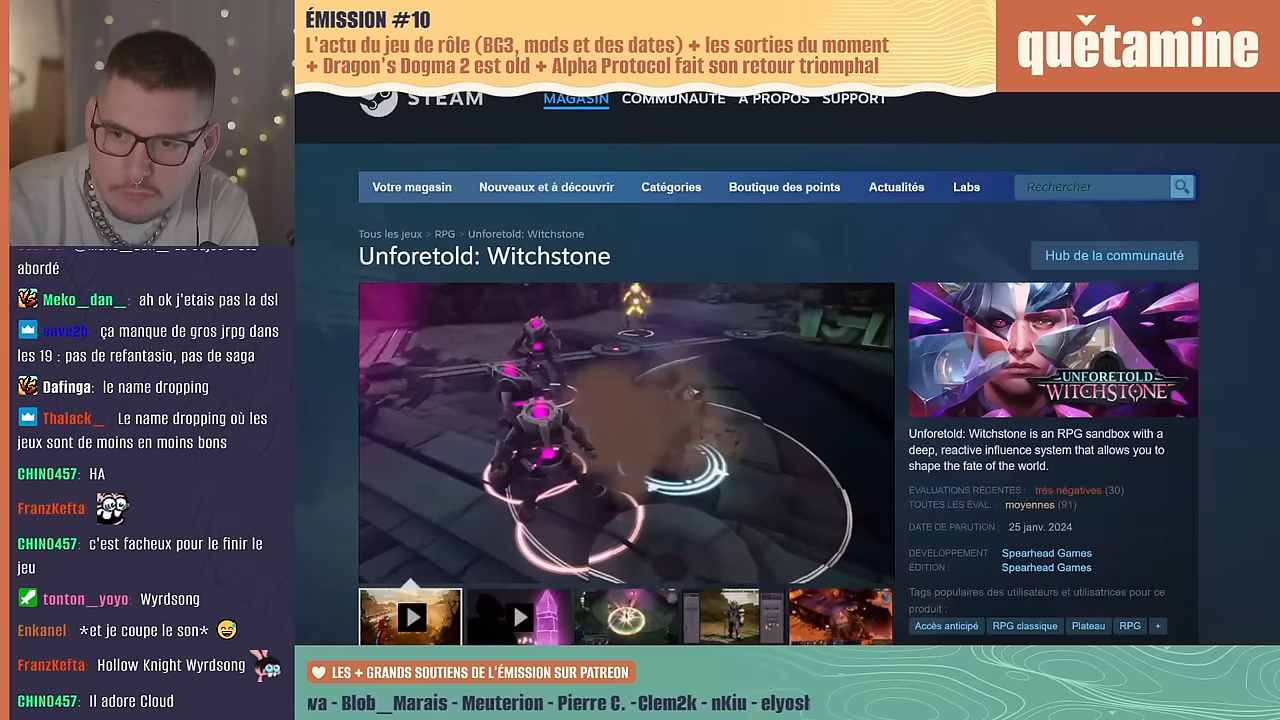 ÉMISSION #10
L'actu du jeu de rôle (BG3, mods et des dates) + les sorties du moment
+ Dragon's Dogma 2 est old + Alpha Protocol fait son retour triomphal
quětamine
STEAM
MAGASIN COMMUNAUTÉ À PROPOS SUPPORT
Votre magasin Nouveaux et à découvrir Catégories Boutique des points Actualités Labs Rechercher
Tous les jeux > RPG > Unforetold: Witchstone
Unforetold: Witchstone
Hub de la communauté
UNFORETOLD
WITCHSTONE
Unforetold: Witchstone is an RPG sandbox with a
deep, reactive influence system that allows you to
shape the fate of the world.
ÉVALUATIONS RÉCENTES : très négatives (30)
TOUTES LES ÉVAL. : moyennes (91)
DATE DE PARUTION : 25 janv. 2024
DÉVELOPPEMENT Spearhead Games
ÉDITION : Spearhead Games
Tags populaires des utilisateurs et utilisatrices pour ce
produit :
Accès anticipé RPG classique Plateau RPG +
abordé
Meko_dan_: ah ok j'etais pas la dsl
save2b ça manque de gros jrpg dans
les 19 : pas de refantasio, pas de saga
Dafinga: le name dropping
Thalack_: Le name dropping où les
jeux sont de moins en moins bons
CHINO457: HA
FranzKefta:
CHINO457: c'est facheux pour le finir le
jeu
tonton_yoyo: Wyrdsong
Enkanel: *et je coupe le son*
FranzKefta: Hollow Knight Wyrdsong
CHINO457: Il adore Cloud
LES + GRANDS SOUTIENS DE L'ÉMISSION SUR PATREON
va - Blob__Marais - Meuterion - Pierre C. -Clem2k - nKiu - elyosh